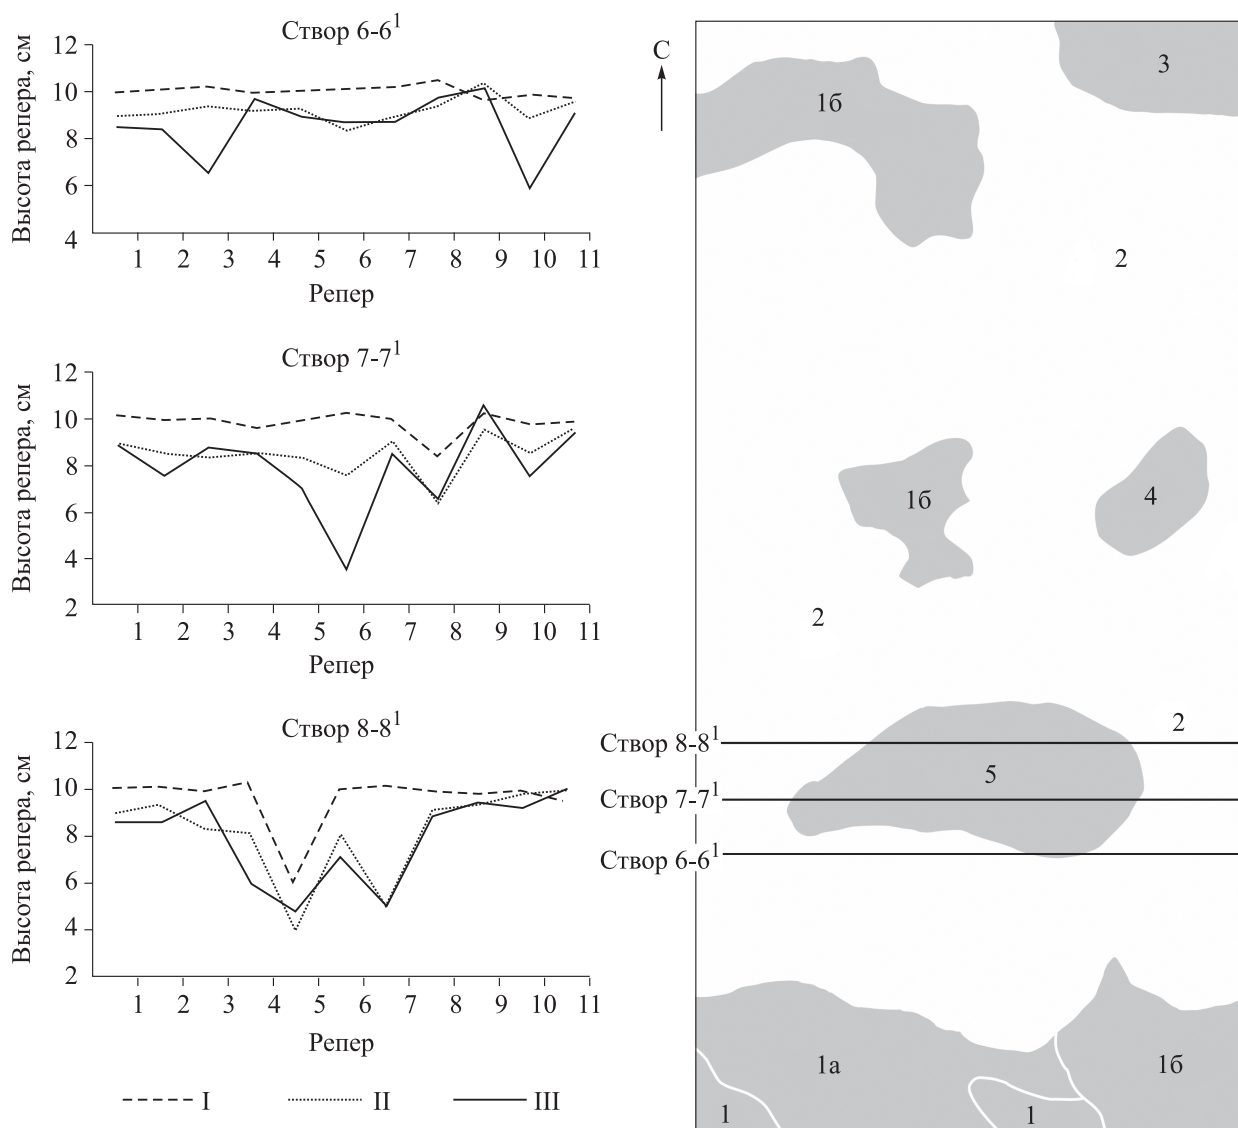 Створ 6-6¹
Высота репера, см
12
10
8
6
4
1 2 3 4 5 6 7 8 9 10 11
Репер
Створ 7-7¹
Высота репера, см
12
10
8
6
4
2
1 2 3 4 5 6 7 8 9 10 11
Репер
Створ 8-8¹
Высота репера, см
12
10
8
6
4
2
1 2 3 4 5 6 7 8 9 10 11
Репер
I II III
С
3
1б
2
1б
4
2
2
Створ 8-8¹
5
Створ 7-7¹
Створ 6-6¹
1а
1б
1
1